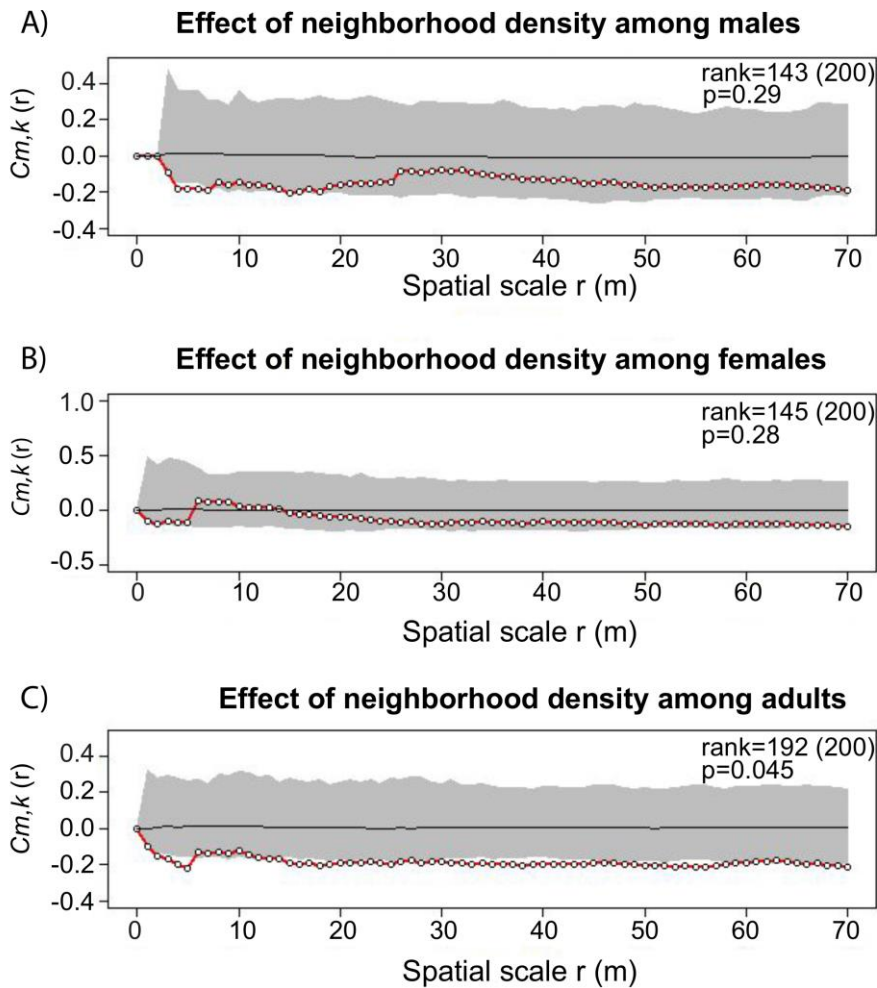 A) Effect of neighborhood density among males
rank=143 (200)
p=0.29
Cm,k (r)
0.4
0.2
0.0
-0.2
-0.4
0 10 20 30 40 50 60 70
Spatial scale r (m)
B) Effect of neighborhood density among females
rank=145 (200)
p=0.28
Cm,k (r)
1.0
0.5
0.0
-0.5
0 10 20 30 40 50 60 70
Spatial scale r (m)
C) Effect of neighborhood density among adults
rank=192 (200)
p=0.045
Cm,k (r)
0.4
0.2
0.0
-0.2
-0.4
0 10 20 30 40 50 60 70
Spatial scale r (m)